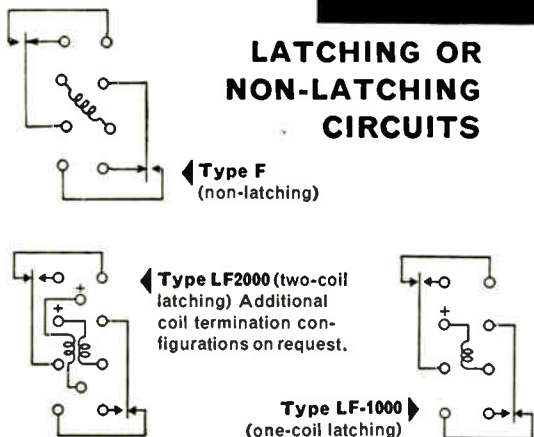 LATCHING OR
NON-LATCHING
CIRCUITS
Type F
(non-latching)
+
+
Type LF2000 (two-coil
latching) Additional
coil termination con-
figurations on request.
+
Type LF-1000
(one-coil latching)